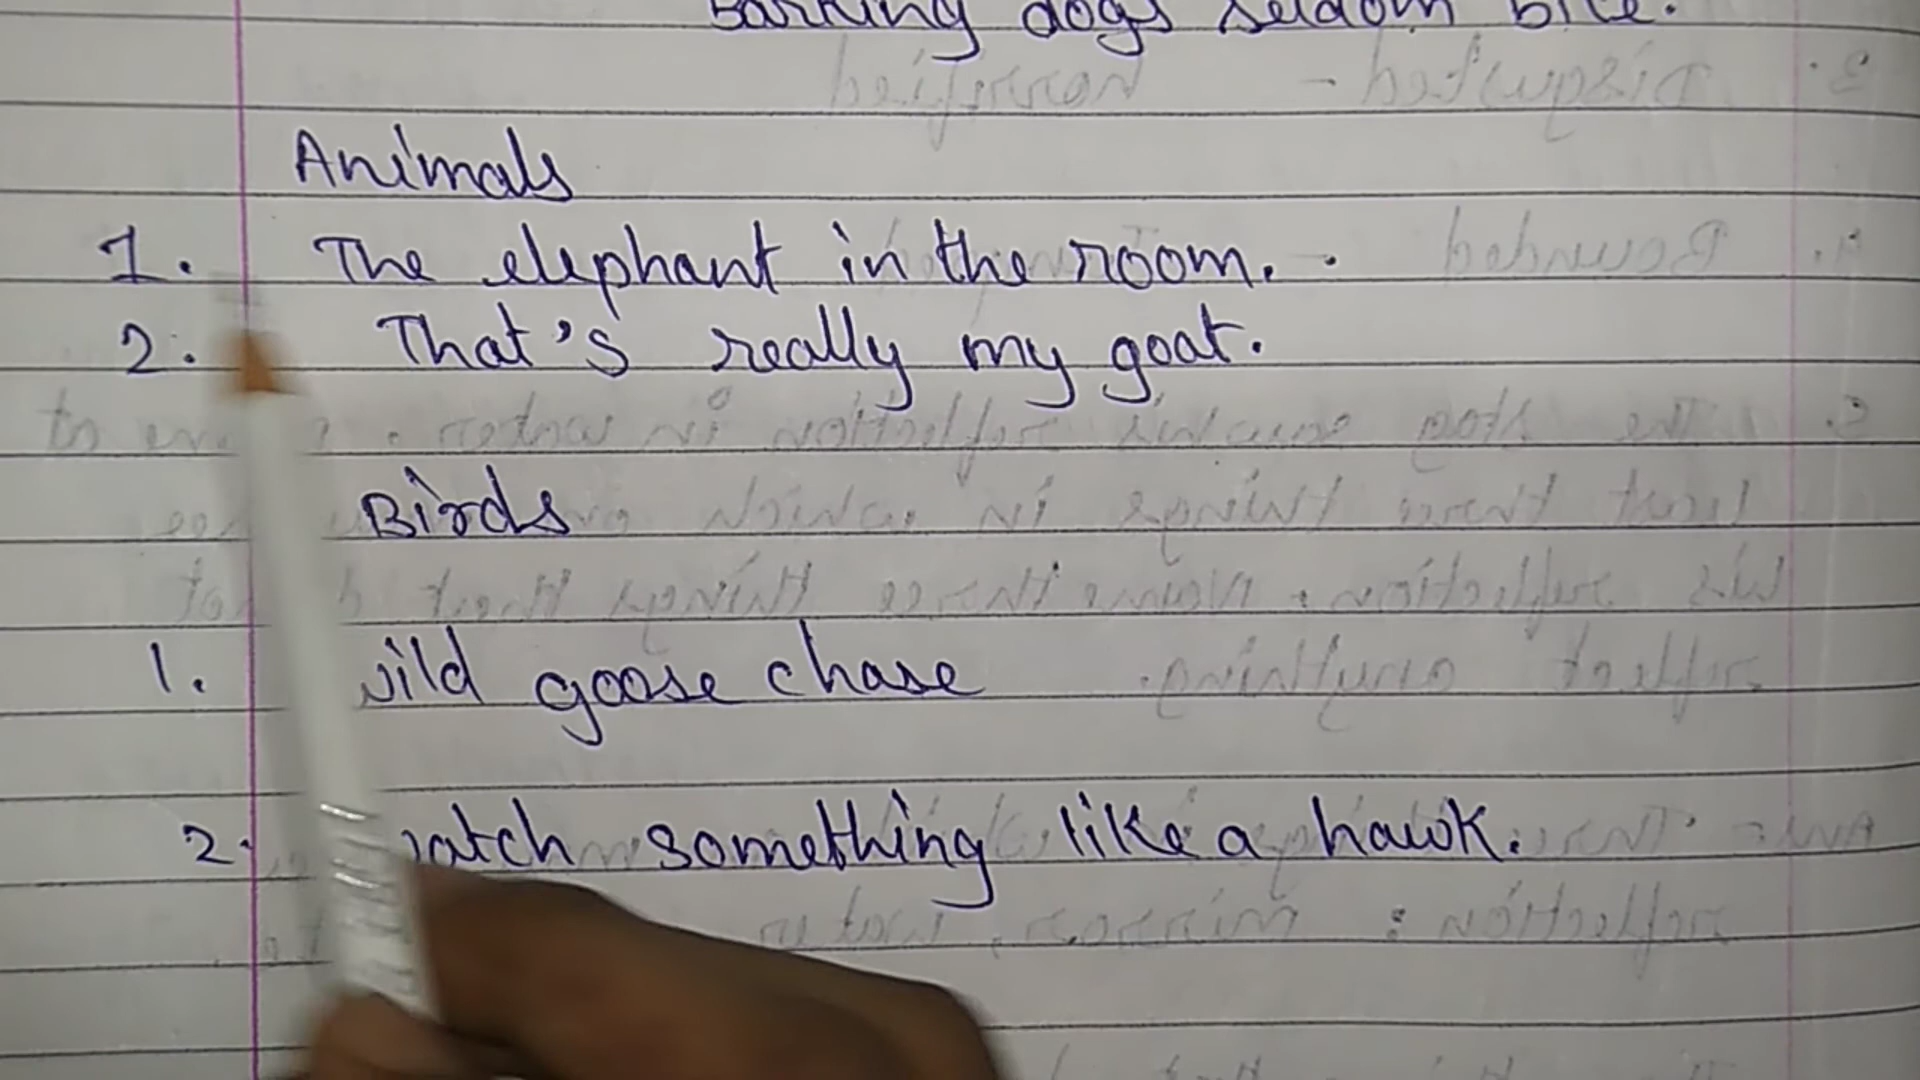 Barking dogs seldom bite.
Animals
1. The elephant in the room.
2. That's really my goat.
Birds
1. wild goose chase
2. watch something like a hawk.